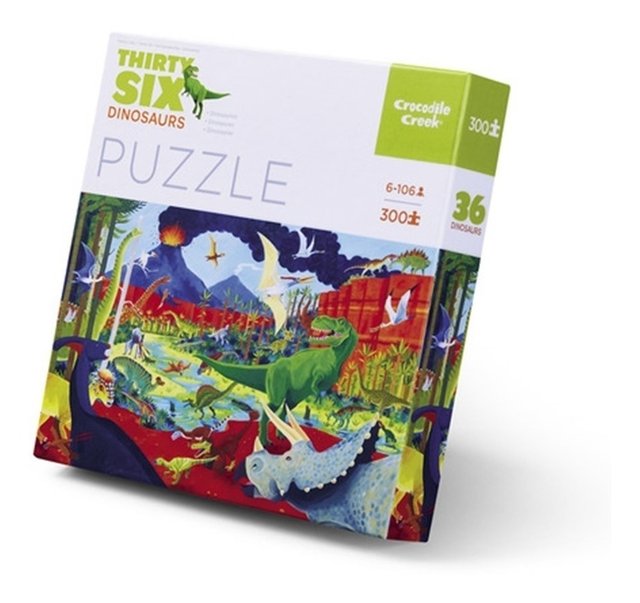 THIRTY
SIX
DINOSAURS
PUZZLE
Crocodile
Creek®
6-106
300
300
36
DINOSAURS